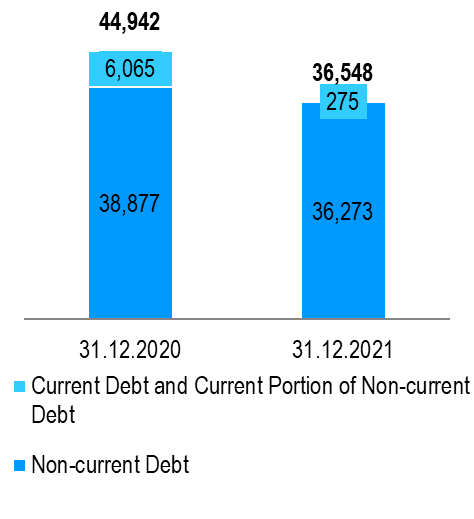 44,942
36,548
6,065
275
38,877
36,273
31.12.2020
31.12.2021
Current Debt and Current Portion of Non-current
Debt
Non-current Debt